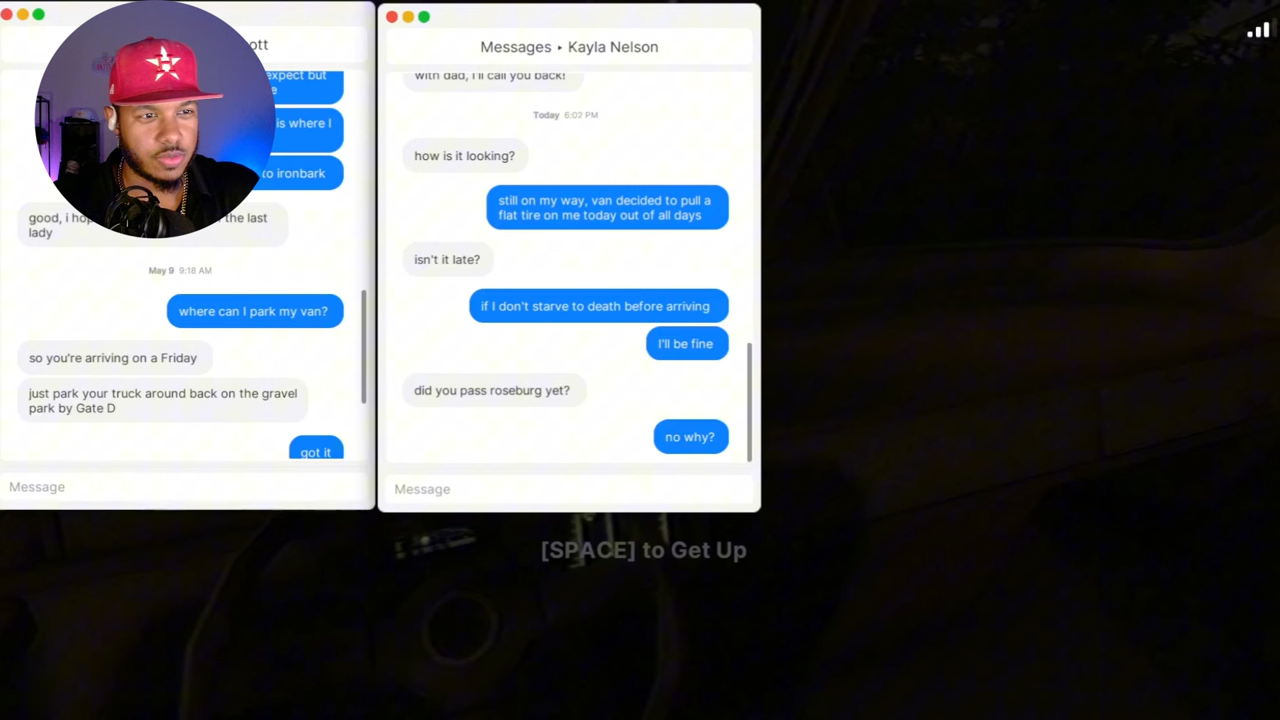 ott
expect but
e
is where I
to ironbark
good, i ho
the last
lady
May 9 9:18 AM
where can I park my van?
so you're arriving on a Friday
just park your truck around back on the gravel
park by Gate D
got it
Message
Messages • Kayla Nelson
with dad, I'll call you back!
Today 6:02 PM
how is it looking?
still on my way, van decided to pull a
flat tire on me today out of all days
isn't it late?
if I don't starve to death before arriving
I'll be fine
did you pass roseburg yet?
no why?
Message
[SPACE] to Get Up